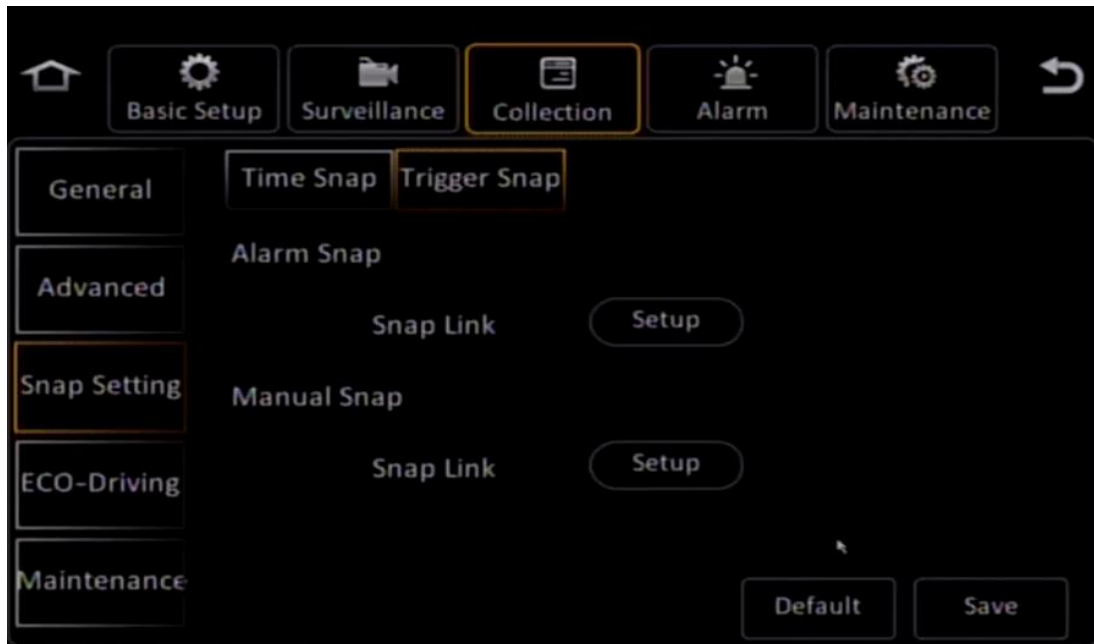 Basic Setup
Surveillance
Collection
Alarm
Maintenance
General
Advanced
Snap Setting
ECO-Driving
Maintenance
Time Snap
Trigger Snap
Alarm Snap
Snap Link
Setup
Manual Snap
Snap Link
Setup
Default
Save